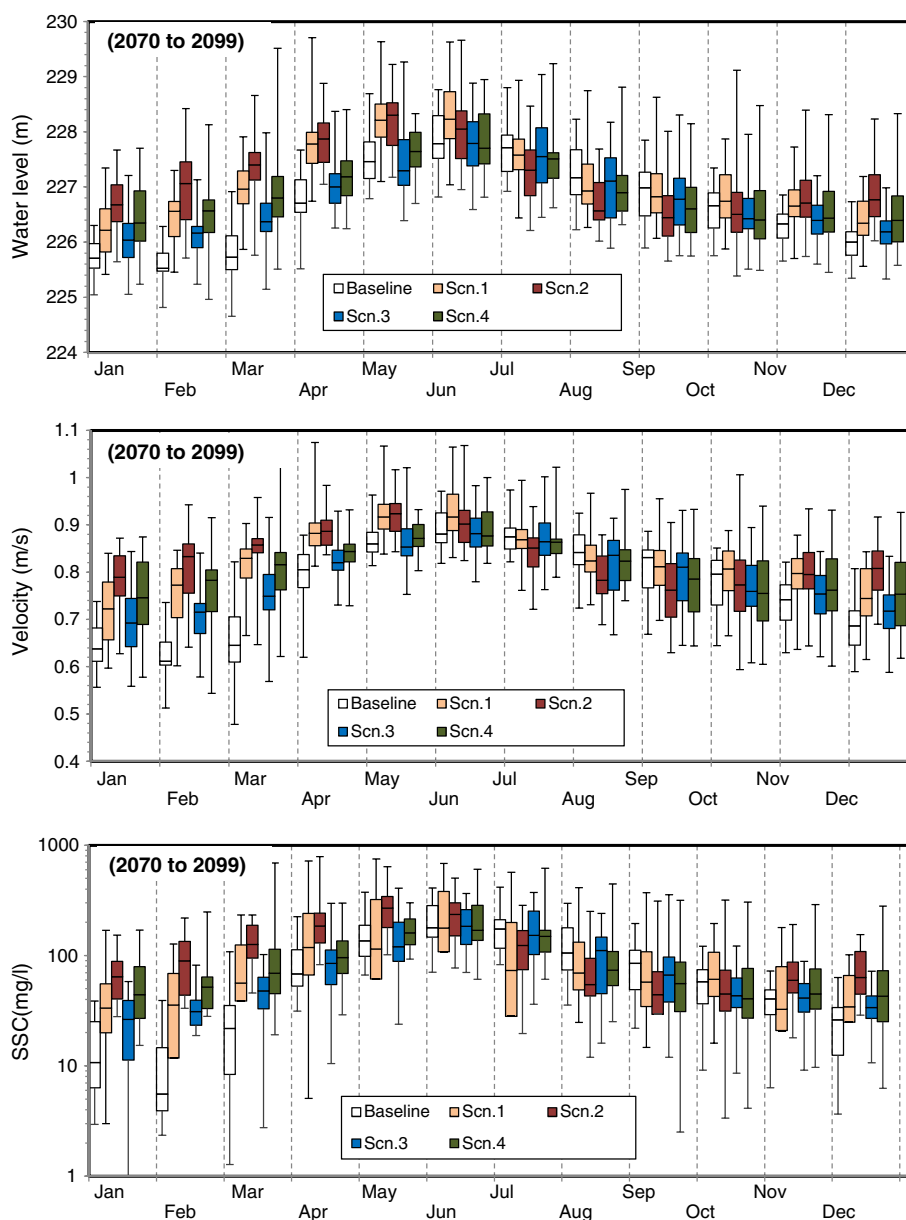 (2070 to 2099)
Water level (m)
230
229
228
227
226
225
224
Baseline Scn.1 Scn.2
Scn.3 Scn.4
Jan Mar May Jul Sep Nov
Feb Apr Jun Aug Oct Dec
(2070 to 2099)
Velocity (m/s)
1.1
1
0.9
0.8
0.7
0.6
0.5
0.4
Baseline Scn.1 Scn.2
Scn.3 Scn.4
Jan Mar May Jul Sep Nov
Feb Apr Jun Aug Oct Dec
(2070 to 2099)
SSC(mg/l)
1000
100
10
1
Baseline Scn.1 Scn.2
Scn.3 Scn.4
Jan Mar May Jul Sep Nov
Feb Apr Jun Aug Oct Dec